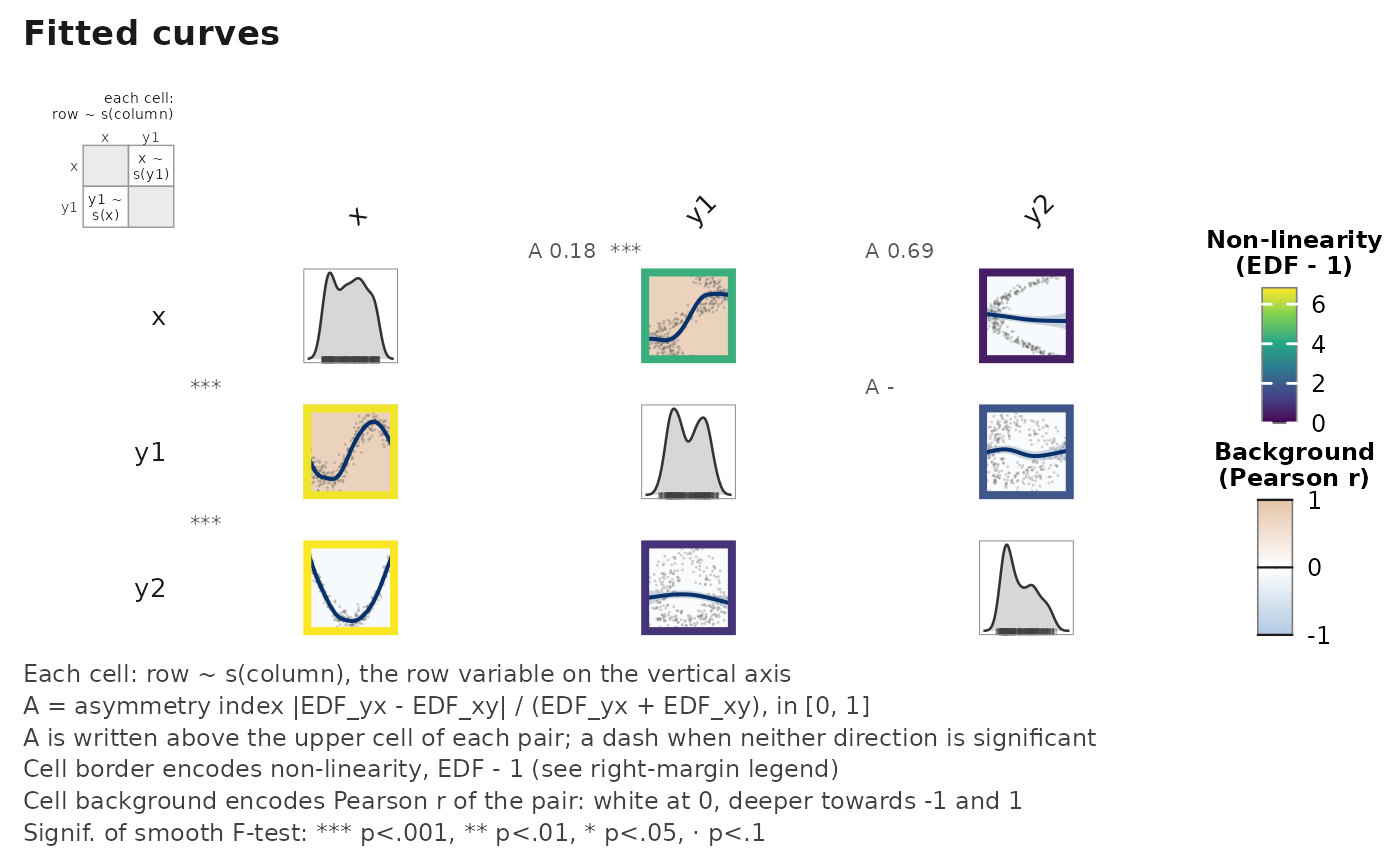 Fitted curves
each cell:
row ~ s(column)
x y1
x
x ~
s(y1)
y1
y1 ~
s(x)
x y1 y2
A 0.18 *** A 0.69
x
*** A -
y1
***
y2
Non-linearity
(EDF - 1)
6
4
2
0
Background
(Pearson r)
1
0
-1
Each cell: row ~ s(column), the row variable on the vertical axis
A = asymmetry index |EDF_yx - EDF_xy| / (EDF_yx + EDF_xy), in [0, 1]
A is written above the upper cell of each pair; a dash when neither direction is significant
Cell border encodes non-linearity, EDF - 1 (see right-margin legend)
Cell background encodes Pearson r of the pair: white at 0, deeper towards -1 and 1
Signif. of smooth F-test: *** p<.001, ** p<.01, * p<.05, · p<.1